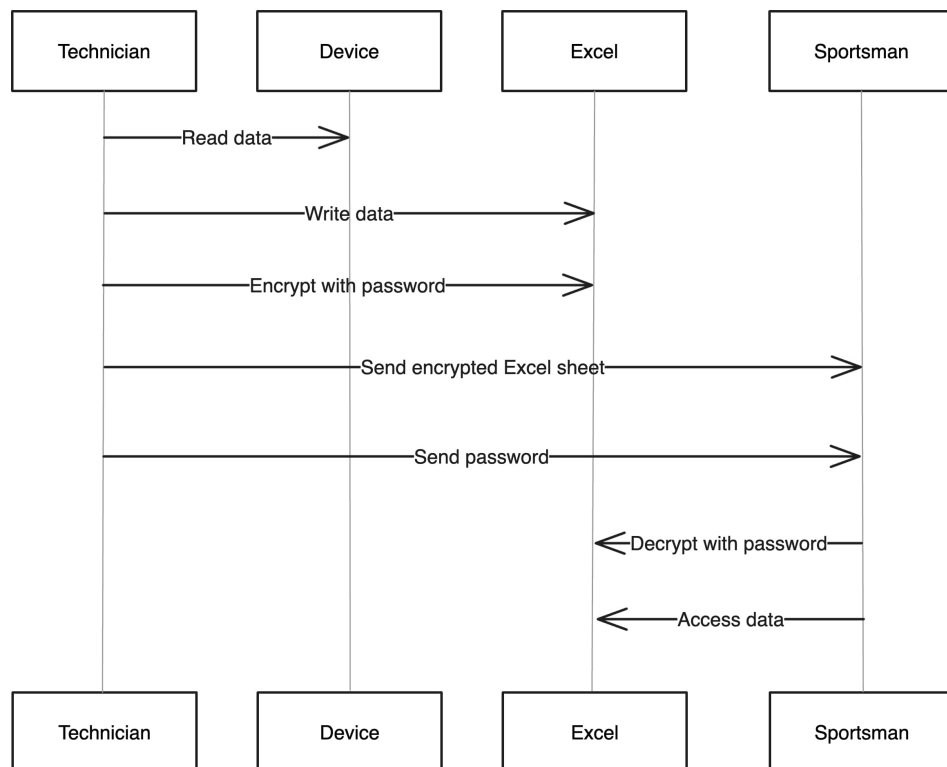 Technician
Device
Excel
Sportsman
Read data
Write data
Encrypt with password
Send encrypted Excel sheet
Send password
Decrypt with password
Access data
Technician
Device
Excel
Sportsman